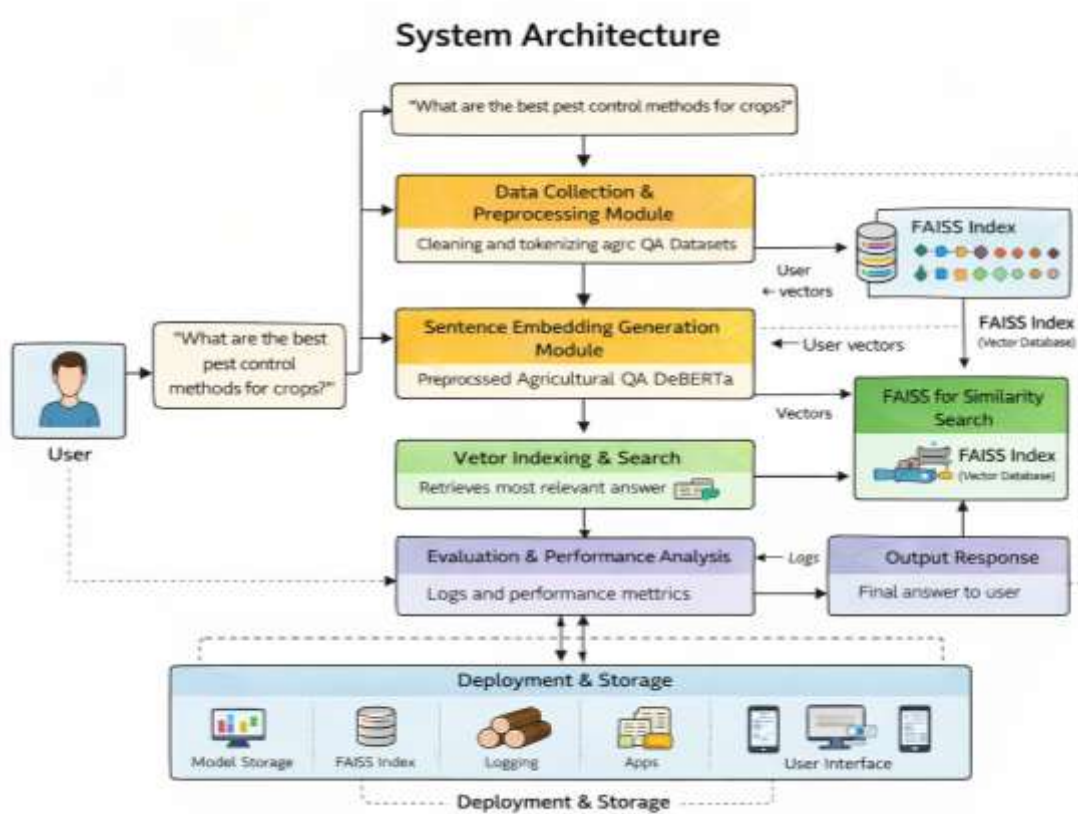 System Architecture
"What are the best pest control methods for crops?"
Data Collection &
Preprocessing Module
Cleaning and tokenizing agrc QA Datasets
FAISS Index
User
← vectors
FAISS Index
(Vector Database)
"What are the best
pest control
methods for crops?"
User
Sentence Embedding Generation
Module
Preprocssed Agricultural QA DeBERTa
User vectors
Vectors
FAISS for Similarity
Search
FAISS Index
(Vector Database)
Vetor Indexing & Search
Retrieves most relevant answer
Evaluation & Performance Analysis
Logs and performance mettrics
Logs
Output Response
Final answer to user
Deployment & Storage
Model Storage
FAISS Index
Logging
Apps
User Interface
Deployment & Storage